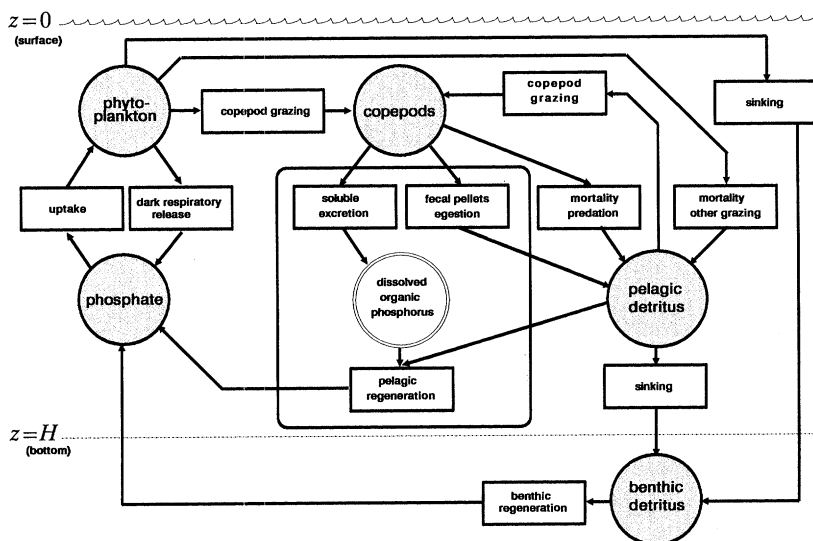 z=0
(surface)
phyto-
plankton
copepod grazing
copepods
copepod
grazing
sinking
uptake
dark respiratory
release
soluble
excretion
fecal pellets
egestion
mortality
predation
mortality
other grazing
phosphate
dissolved
organic
phosphorus
pelagic
detritus
pelagic
regeneration
sinking
z=H
(bottom)
benthic
regeneration
benthic
detritus